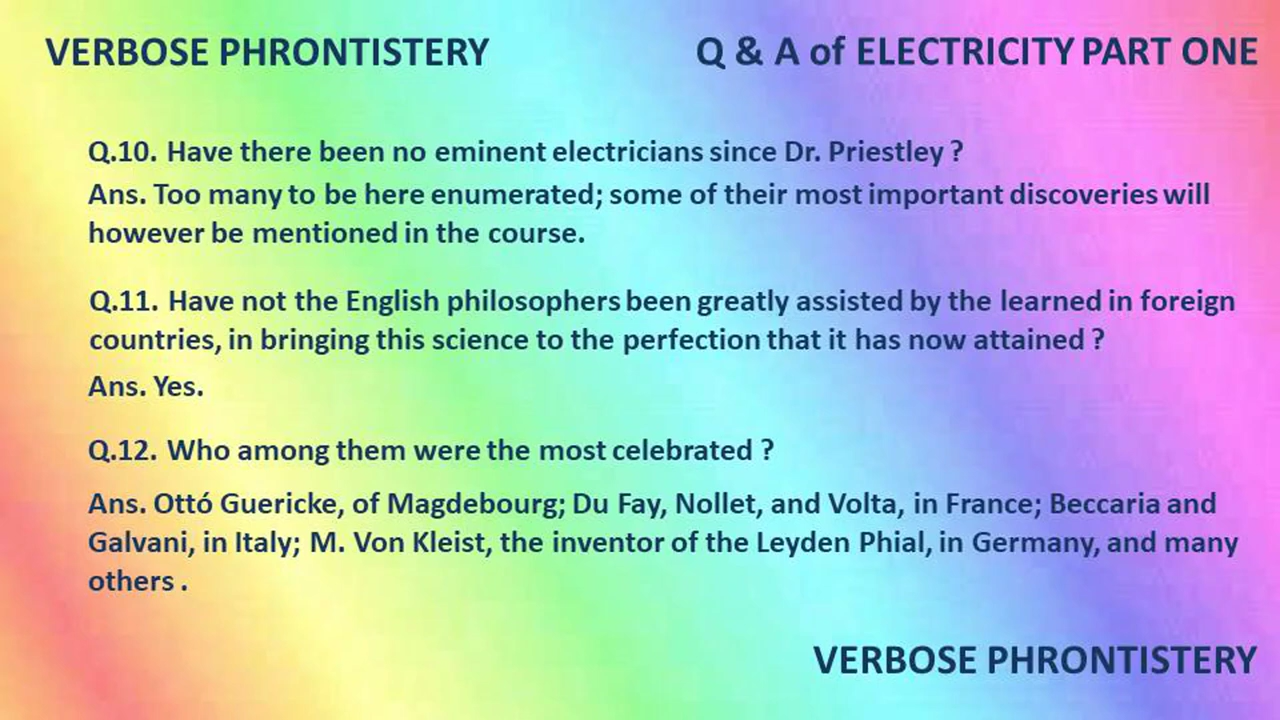 VERBOSE PHRONTISTERY
Q & A of ELECTRICITY PART ONE
Q.10. Have there been no eminent electricians since Dr. Priestley ?
Ans. Too many to be here enumerated; some of their most important discoveries will
however be mentioned in the course.
Q.11. Have not the English philosophers been greatly assisted by the learned in foreign
countries, in bringing this science to the perfection that it has now attained ?
Ans. Yes.
Q.12. Who among them were the most celebrated ?
Ans. Ottó Guericke, of Magdebourg; Du Fay, Nollet, and Volta, in France; Beccaria and
Galvani, in Italy; M. Von Kleist, the inventor of the Leyden Phial, in Germany, and many
others .
VERBOSE PHRONTISTERY